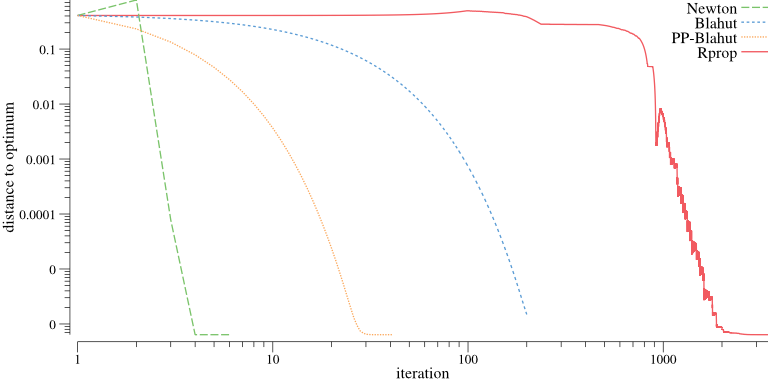 Newton
Blahut
PP-Blahut
Rprop
0.1
0.01
0.001
0.0001
0
0
distance to optimum
1 10 100 1000
iteration